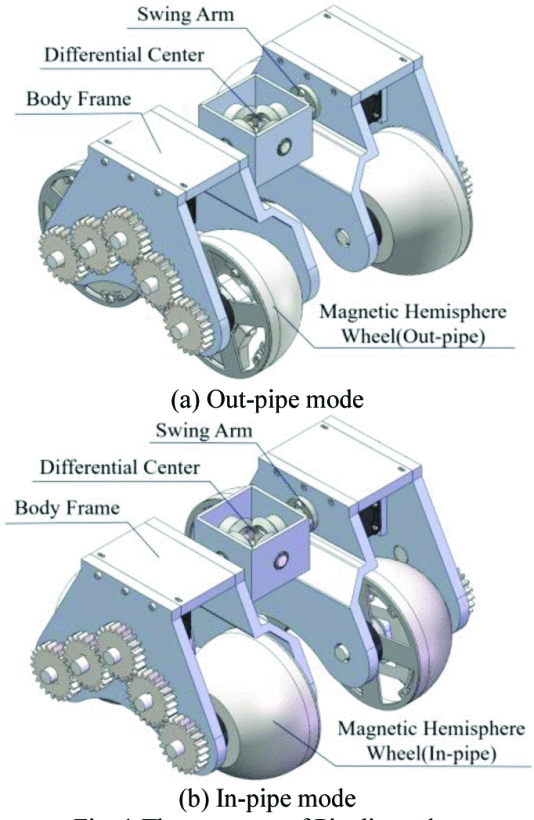 Swing Arm
Differential Center
Body Frame
Magnetic Hemisphere
Wheel(Out-pipe)
(a) Out-pipe mode
Swing Arm
Differential Center
Body Frame
Magnetic Hemisphere
Wheel(In-pipe)
(b) In-pipe mode